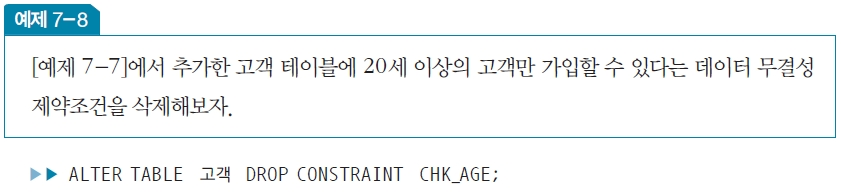 예제 7-8
[예제 7-7]에서 추가한 고객 테이블에 20세 이상의 고객만 가입할 수 있다는 데이터 무결성
제약조건을 삭제해보자.
▶▶ ALTER TABLE 고객 DROP CONSTRAINT CHK_AGE;